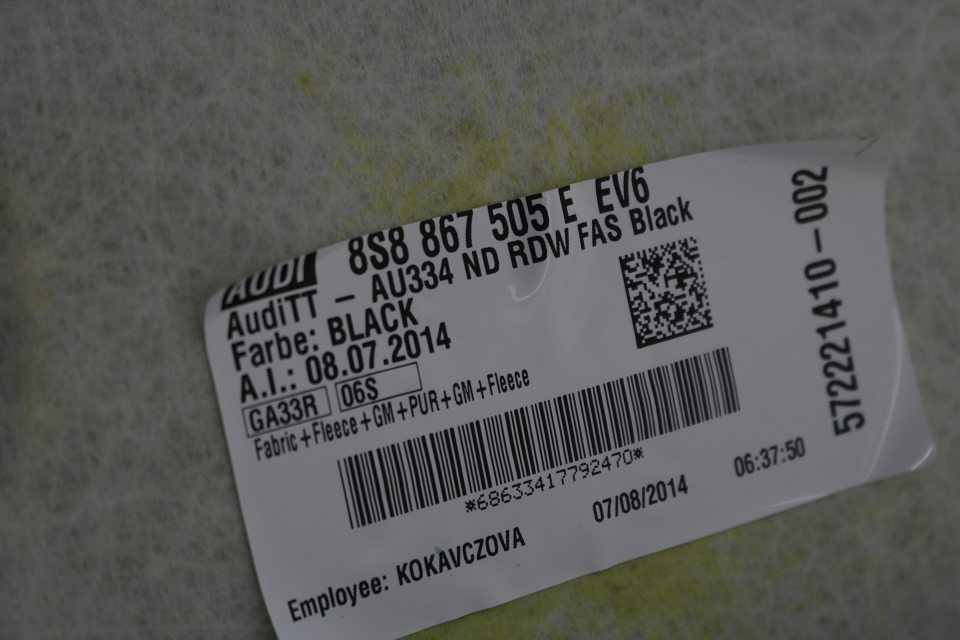 AUDI 8S8 867 505 E EV6
AudiTT – AU334 ND RDW FAS Black
Farbe: BLACK
A.I.: 08.07.2014
GA33R 06S
Fabric+Fleece+GM+PUR+GM+Fleece
*68633417792470*
07/08/2014 06:37:50
Employee: KOKAVCZOVA
572221410–002